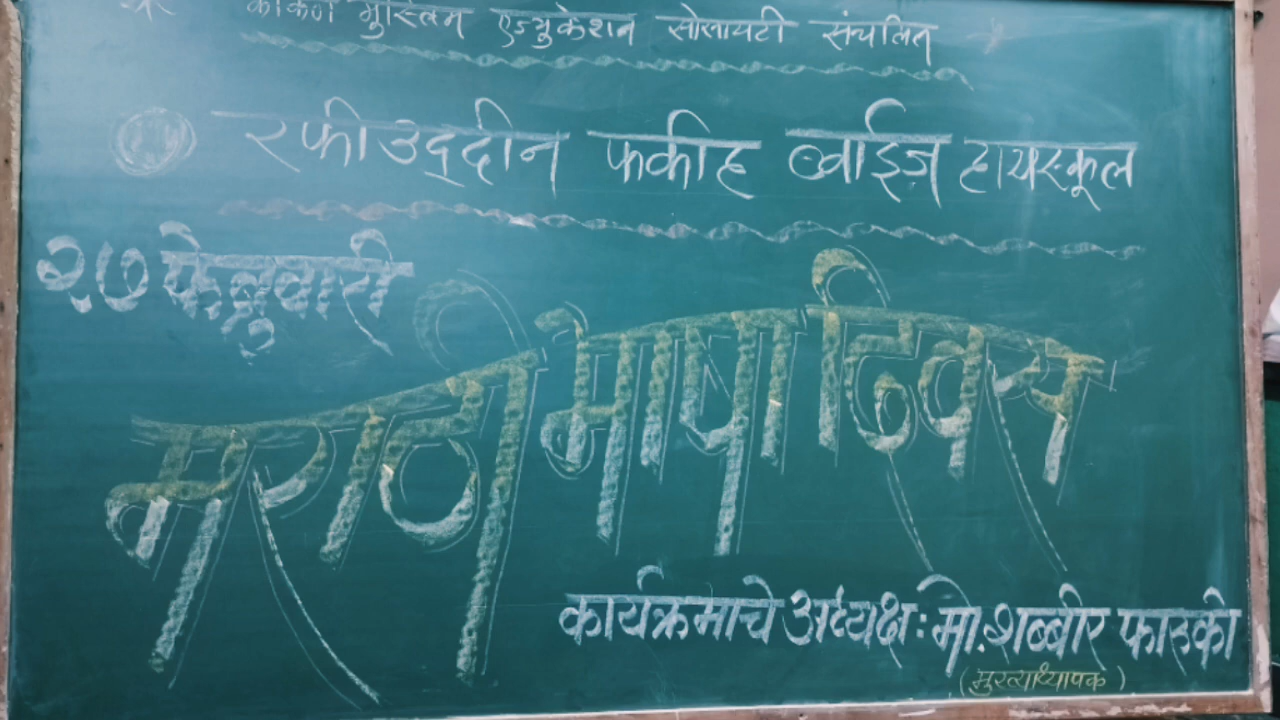 कोकण मुस्लिम एज्युकेशन सोसायटी संचलित
रफीउद्दीन फकीह बॉईज हायस्कूल
२७ फेब्रुवारी
मराठी भाषा दिवस
कार्यक्रमाचे अध्यक्ष: मो. शब्बीर फारुकी
(मुख्याध्यापक)